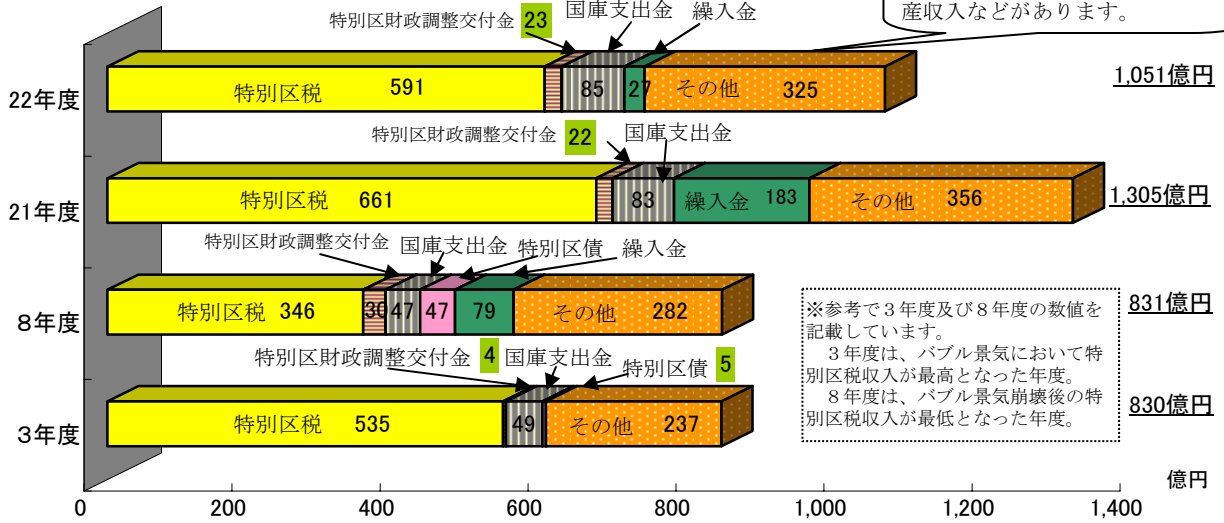 産収入などがあります。
特別区財政調整交付金 23 国庫支出金 繰入金
22年度 特別区税 591 85 27 その他 325 1,051億円
特別区財政調整交付金 22 国庫支出金
21年度 特別区税 661 83 繰入金 183 その他 356 1,305億円
特別区財政調整交付金 国庫支出金 特別区債 繰入金
8年度 特別区税 346 30 47 47 79 その他 282 831億円
特別区財政調整交付金 4 国庫支出金 特別区債 5
3年度 特別区税 535 49 その他 237 830億円
※参考で３年度及び８年度の数値を
記載しています。
３年度は、バブル景気において特
別区税収入が最高となった年度。
８年度は、バブル景気崩壊後の特
別区税収入が最低となった年度。
億円
0 200 400 600 800 1,000 1,200 1,400